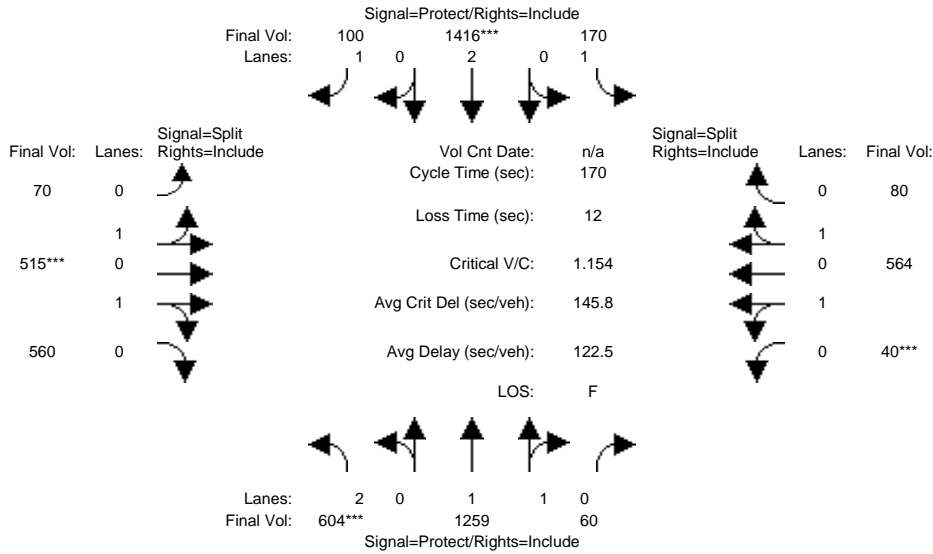 Signal=Protect/Rights=Include
Final Vol: 100 1416*** 170
Lanes: 1 0 2 0 1
Signal=Split
Final Vol: Lanes: Rights=Include
Vol Cnt Date: n/a
Signal=Split
Rights=Include Lanes: Final Vol:
Cycle Time (sec): 170
70 0
0 80
Loss Time (sec): 12
1
1
515*** 0
Critical V/C: 1.154
0 564
1
Avg Crit Del (sec/veh): 145.8
1
560 0
Avg Delay (sec/veh): 122.5
0 40***
LOS: F
Lanes: 2 0 1 1 0
Final Vol: 604*** 1259 60
Signal=Protect/Rights=Include